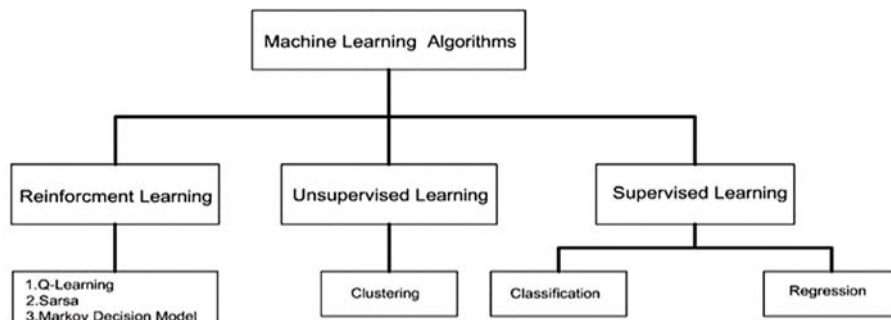 Machine Learning Algorithms
Reinforcment Learning
Unsupervised Learning
Supervised Learning
1.Q-Learning
2.Sarsa
3.Markov Decision Model
Clustering
Classification
Regression